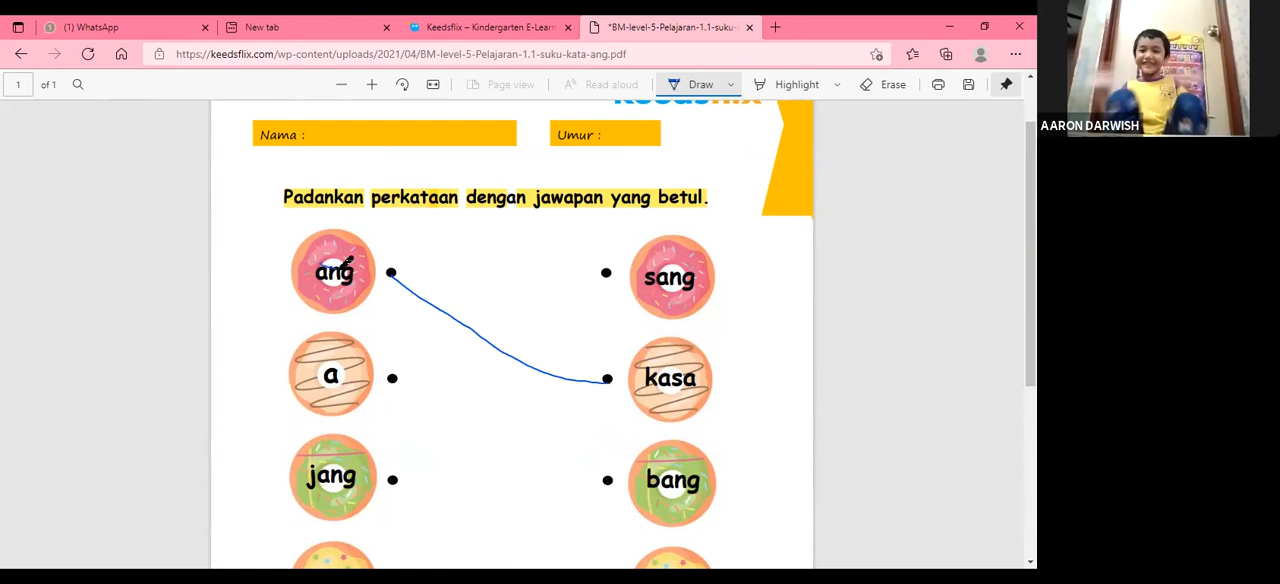 (1) WhatsApp
New tab
Keedsflix – Kindergarten E-Learn
*BM-level-5-Pelajaran-1.1-suku-
https://keedsflix.com/wp-content/uploads/2021/04/BM-level-5-Pelajaran-1.1-suku-kata-ang.pdf
1 of 1
Page view
Read aloud
Draw
Highlight
Erase
keedsflix
Nama :
Umur :
Padankan perkataan dengan jawapan yang betul.
ang
sang
a
kasa
jang
bang
AARON DARWISH